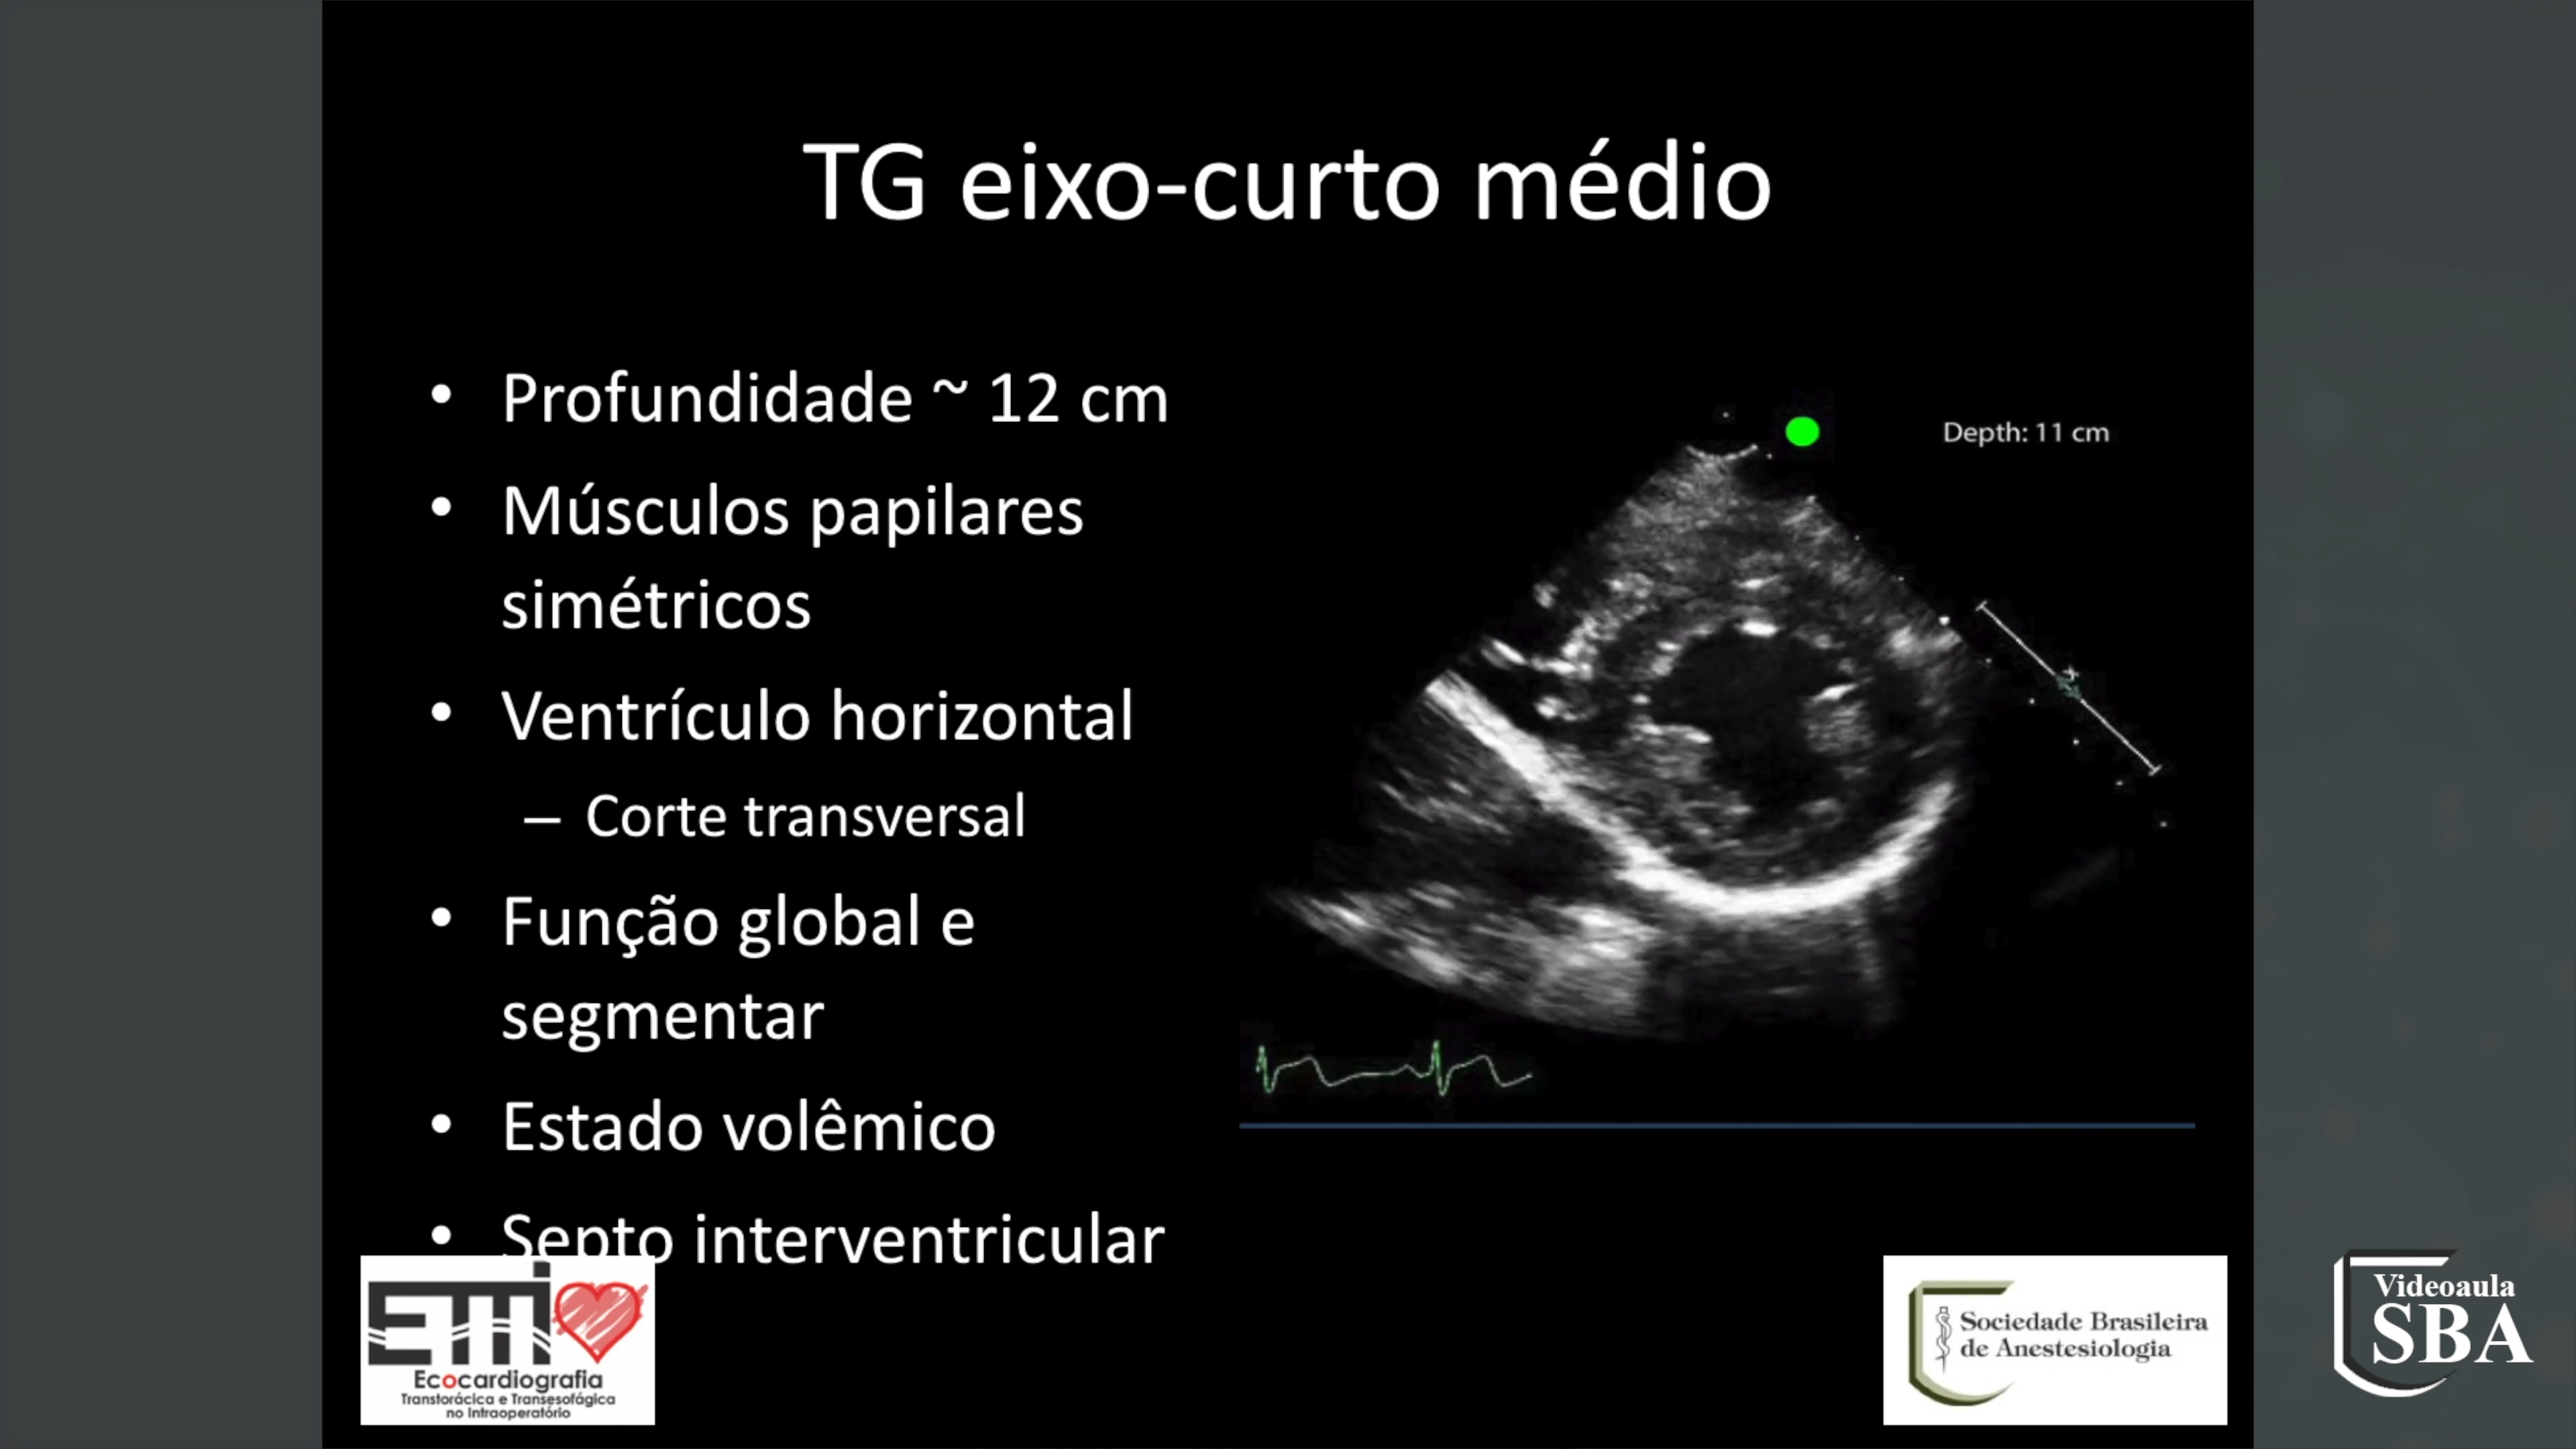 TG eixo-curto médio
• Profundidade ~ 12 cm
• Músculos papilares
simétricos
• Ventrículo horizontal
– Corte transversal
• Função global e
segmentar
• Estado volêmico
• Septo interventricular
Depth: 11 cm
ETTI
Ecocardiografia
Transtorácica e Transesofágica
no Intraoperatório
Sociedade Brasileira
de Anestesiologia
Videoaula
SBA